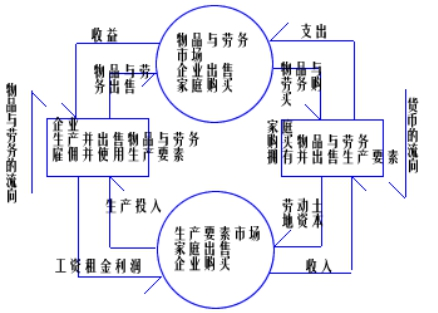 收益
支出
物品与劳务
市场
企业出售
家庭购买
物品与劳
务出售
物品与
劳务购
买
物品与劳务的流向
货币的流向
企业
生产并出售物品与劳务
雇佣并使用生产要素
家庭
购买并消费物品与劳务
拥有并出售生产要素
生产投入
劳动土
地资本
生产要素市场
家庭出售
企业购买
工资租金利润
收入